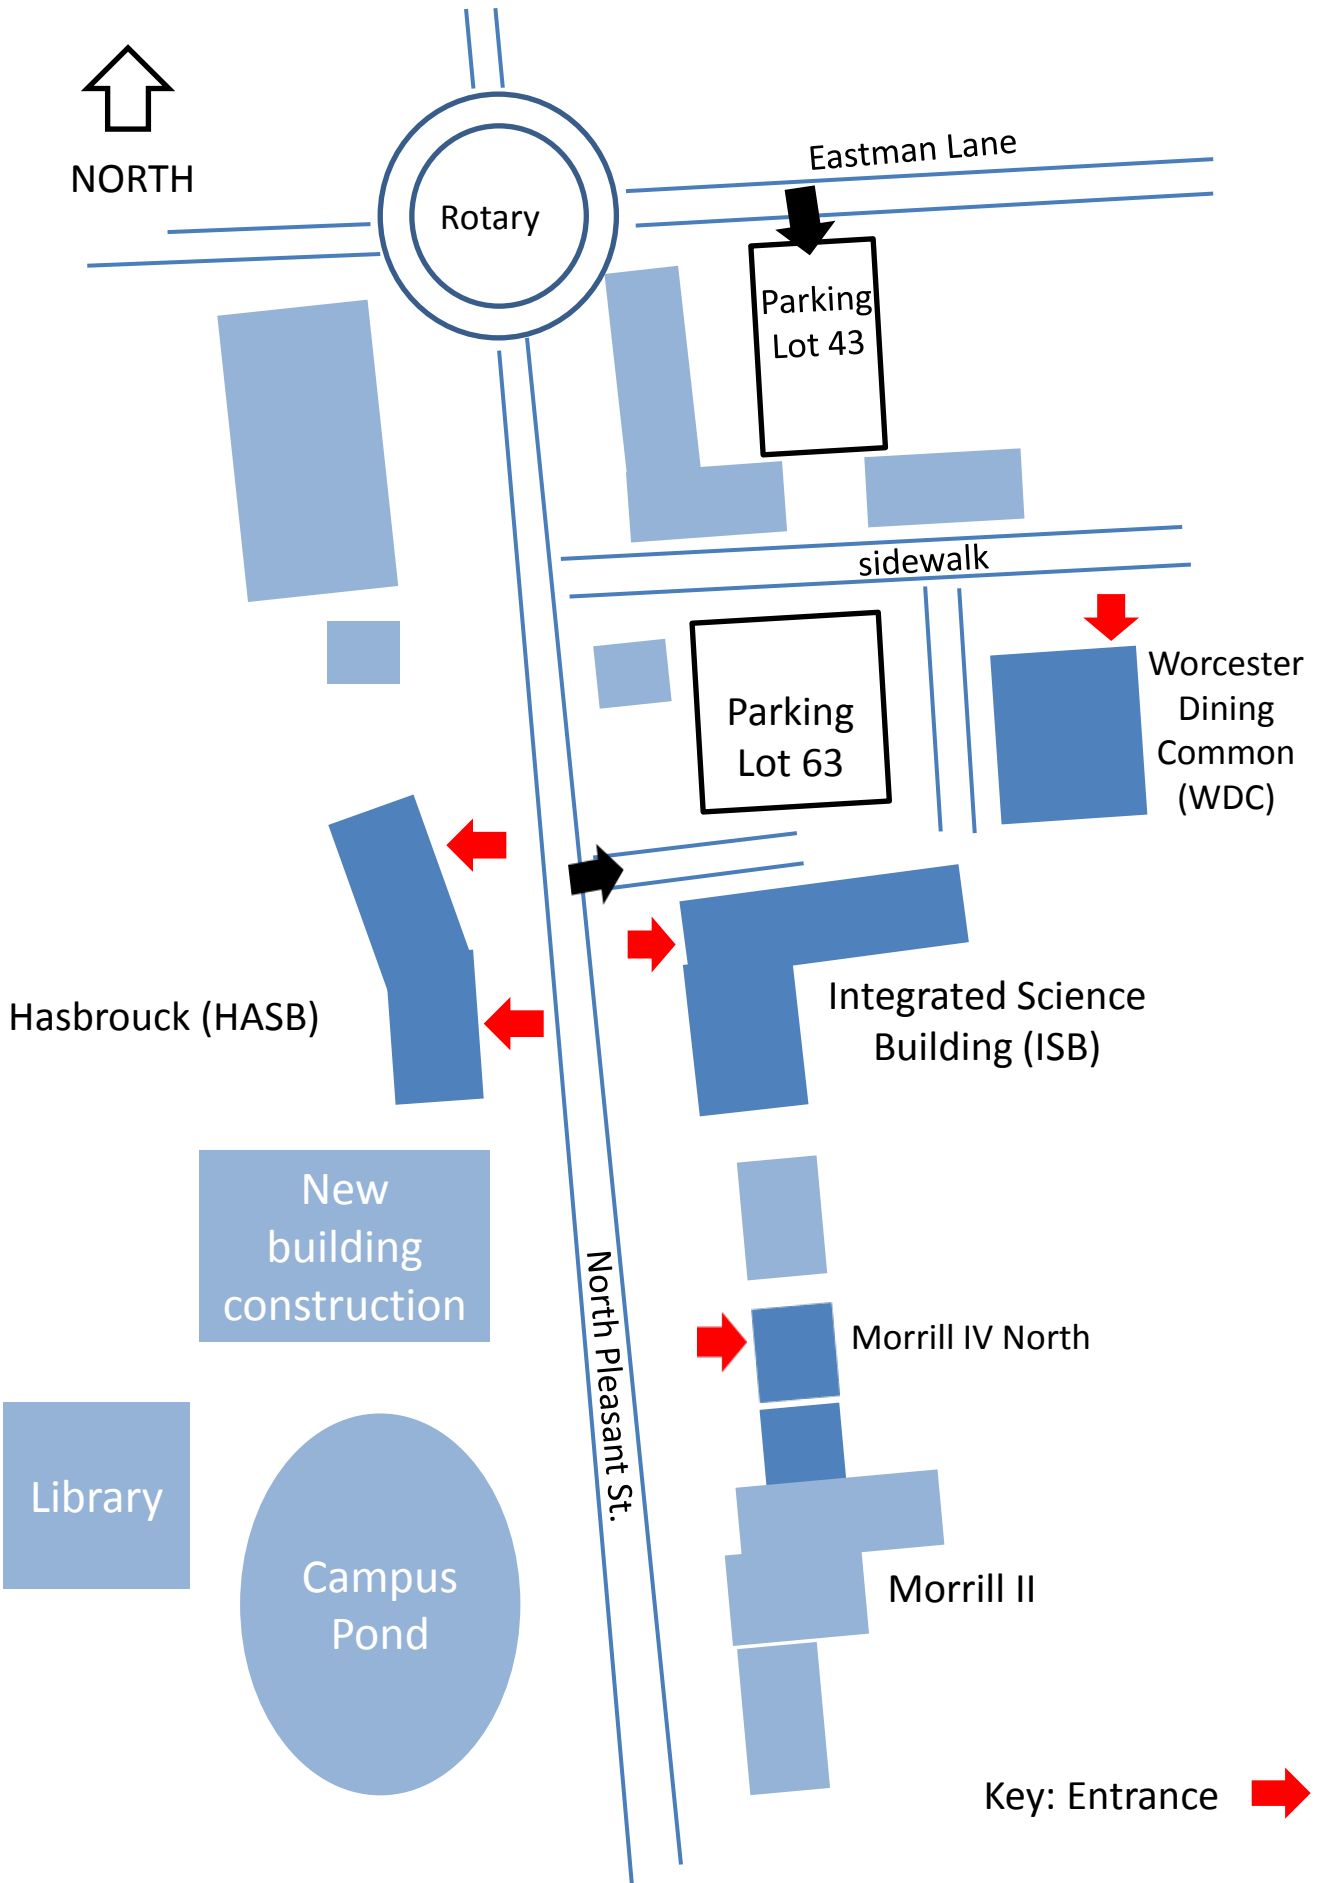 NORTH
Eastman Lane
Rotary
Parking
Lot 43
sidewalk
Worcester
Dining
Common
(WDC)
Parking
Lot 63
Hasbrouck (HASB)
Integrated Science
Building (ISB)
New
building
construction
North Pleasant St.
Morrill IV North
Library
Campus
Pond
Morrill II
Key: Entrance